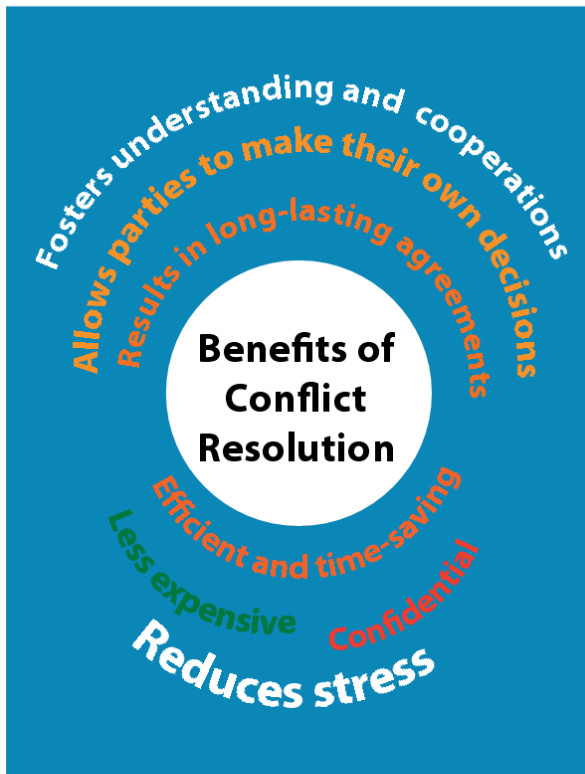 Fosters understanding and cooperations
Allows parties to make their own decisions
Results in long-lasting agreements
Benefits of
Conflict
Resolution
Efficient and time-saving
Less expensive
Confidential
Reduces stress